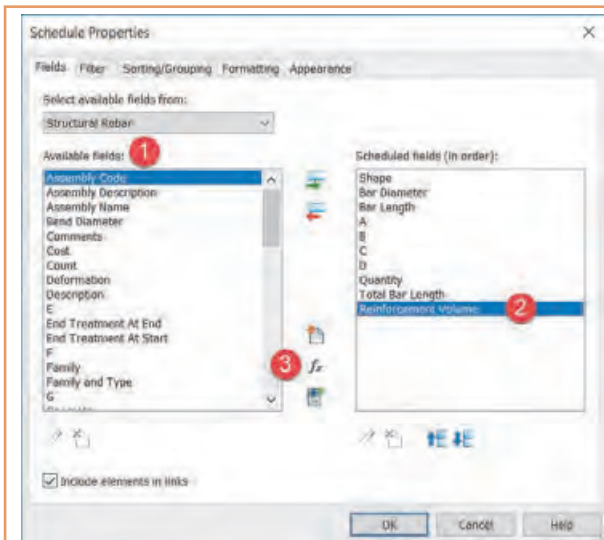 Schedule Properties
Fields Filter Sorting/Grouping Formatting Appearance
Select available fields from:
Structural Rebar
Available fields: 1
Assembly Code
Assembly Description
Assembly Name
Bend Diameter
Comments
Cost
Count
Deformation
Description
E
End Treatment At End
End Treatment At Start
F
Family
Family and Type
G
3 fx
Scheduled fields (in order):
Shape
Bar Diameter
Bar Length
A
B
C
D
Quantity
Total Bar Length
Reinforcement Volume 2
Include elements in links
OK Cancel Help